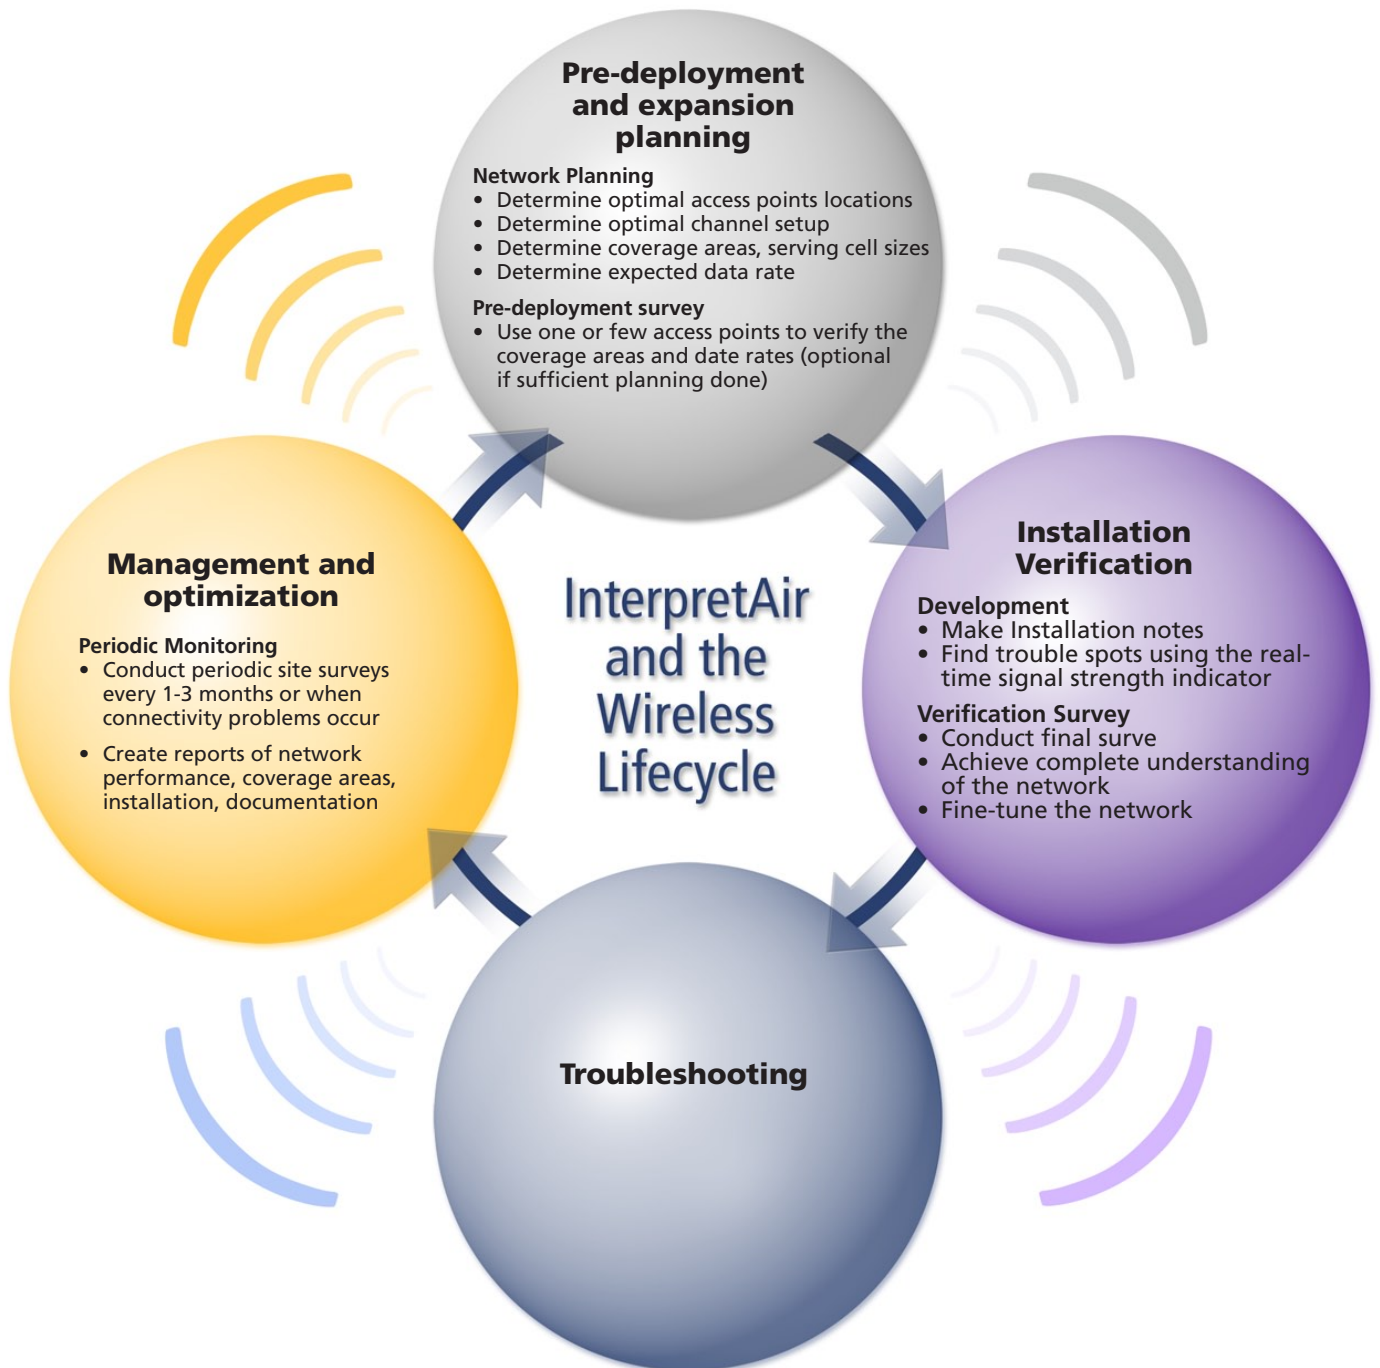 Pre-deployment
and expansion
planning
Network Planning
• Determine optimal access points locations
• Determine optimal channel setup
• Determine coverage areas, serving cell sizes
• Determine expected data rate
Pre-deployment survey
• Use one or few access points to verify the
coverage areas and date rates (optional
if sufficient planning done)
Installation
Verification
Development
• Make Installation notes
• Find trouble spots using the real-
time signal strength indicator
Verification Survey
• Conduct final surve
• Achieve complete understanding
of the network
• Fine-tune the network
Troubleshooting
Management and
optimization
Periodic Monitoring
• Conduct periodic site surveys
every 1-3 months or when
connectivity problems occur
• Create reports of network
performance, coverage areas,
installation, documentation
InterpretAir
and the
Wireless
Lifecycle